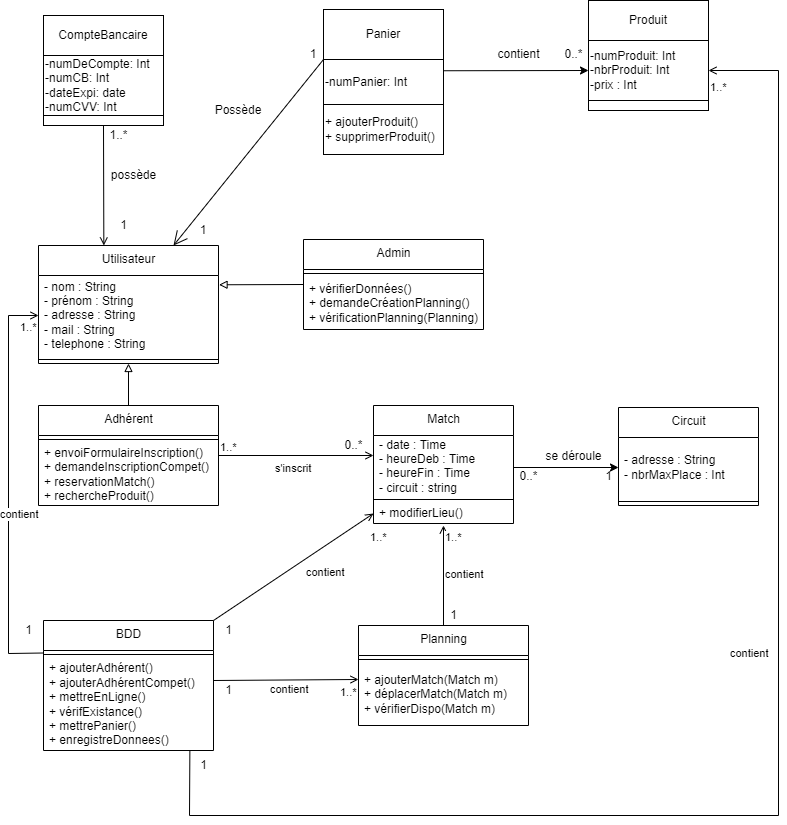 CompteBancaire
-numDeCompte: Int
-numCB: Int
-dateExpi: date
-numCVV: Int
Panier
-numPanier: Int
+ ajouterProduit()
+ supprimerProduit()
Produit
-numProduit: Int
-nbrProduit: Int
-prix : Int
contient
0..*
1
1..*
Possède
1..*
possède
1
1
Utilisateur
- nom : String
- prénom : String
- adresse : String
- mail : String
- telephone : String
1..*
Admin
+ vérifierDonnées()
+ demandeCréationPlanning()
+ vérificationPlanning(Planning)
Adhérent
+ envoiFormulaireInscription()
+ demandeInscriptionCompet()
+ reservationMatch()
+ rechercheProduit()
1..*
s'inscrit
0..*
Match
- date : Time
- heureDeb : Time
- heureFin : Time
- circuit : string
+ modifierLieu()
se déroule
0..*
1
Circuit
- adresse : String
- nbrMaxPlace : Int
contient
1..*
1..*
contient
contient
1
1
1
BDD
+ ajouterAdhérent()
+ ajouterAdhérentCompet()
+ mettreEnLigne()
+ vérifExistance()
+ mettrePanier()
+ enregistreDonnees()
1
contient
1..*
Planning
+ ajouterMatch(Match m)
+ déplacerMatch(Match m)
+ vérifierDispo(Match m)
contient
1